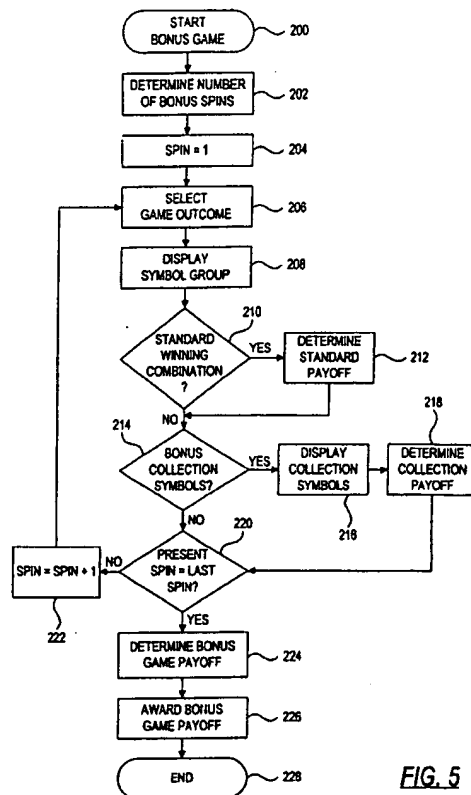 START
BONUS GAME
200
DETERMINE NUMBER
OF BONUS SPINS
202
SPIN = 1
204
SELECT
GAME OUTCOME
206
DISPLAY
SYMBOL GROUP
208
210
STANDARD
WINNING
COMBINATION
?
YES
DETERMINE
STANDARD
PAYOFF
212
NO
214
BONUS
COLLECTION
SYMBOLS?
YES
DISPLAY
COLLECTION
SYMBOLS
216
218
DETERMINE
COLLECTION
PAYOFF
NO
220
PRESENT
SPIN = LAST
SPIN?
NO
SPIN = SPIN + 1
222
YES
DETERMINE BONUS
GAME PAYOFF
224
AWARD BONUS
GAME PAYOFF
226
END
228
FIG. 5